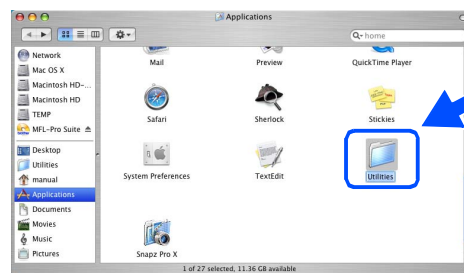 Applications
home
Network
Mac OS X
Macintosh HD-...
Macintosh HD
TEMP
MFL-Pro Suite
Desktop
Utilities
manual
Applications
Documents
Movies
Music
Pictures
Mail
Preview
QuickTime Player
Safari
Sherlock
Stickies
System Preferences
TextEdit
Utilities
Snapz Pro X
1 of 27 selected, 11.36 GB available